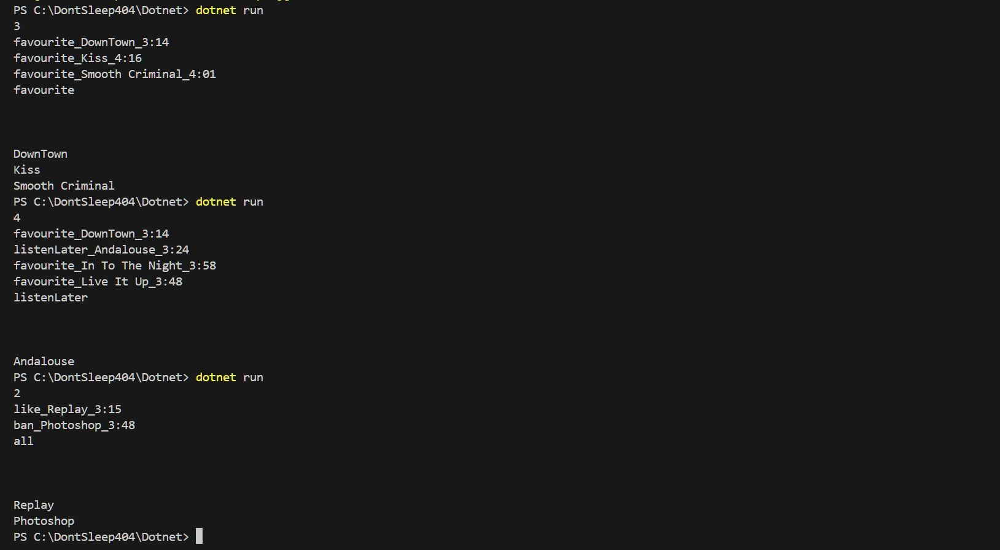 PS C:\DontSleep404\Dotnet> dotnet run
3
favourite_DownTown_3:14
favourite_Kiss_4:16
favourite_Smooth Criminal_4:01
favourite
DownTown
Kiss
Smooth Criminal
PS C:\DontSleep404\Dotnet> dotnet run
4
favourite_DownTown_3:14
listenLater_Andalouse_3:24
favourite_In To The Night_3:58
favourite_Live It Up_3:48
listenLater
Andalouse
PS C:\DontSleep404\Dotnet> dotnet run
2
like_Replay_3:15
ban_Photoshop_3:48
all
Replay
Photoshop
PS C:\DontSleep404\Dotnet>